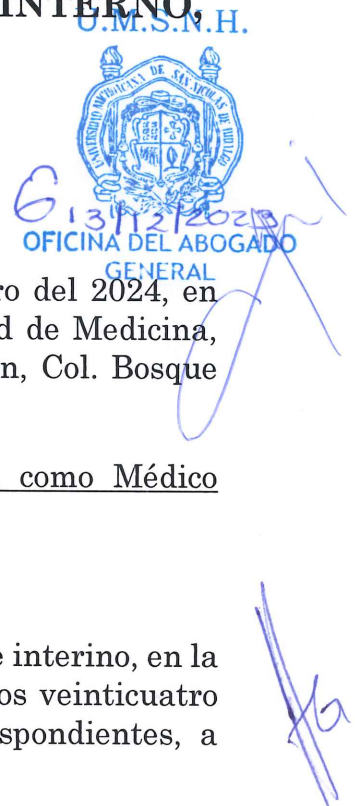 INTERNO,
U.M.S.N.H.
UNIVERSIDAD MICHOACANA DE SAN NICOLAS DE HIDALGO
13/12/2023
OFICINA DEL ABOGADO
GENERAL
ro del 2024, en
d de Medicina,
n, Col. Bosque
como Médico
e interino, en la
os veinticuatro
spondientes, a